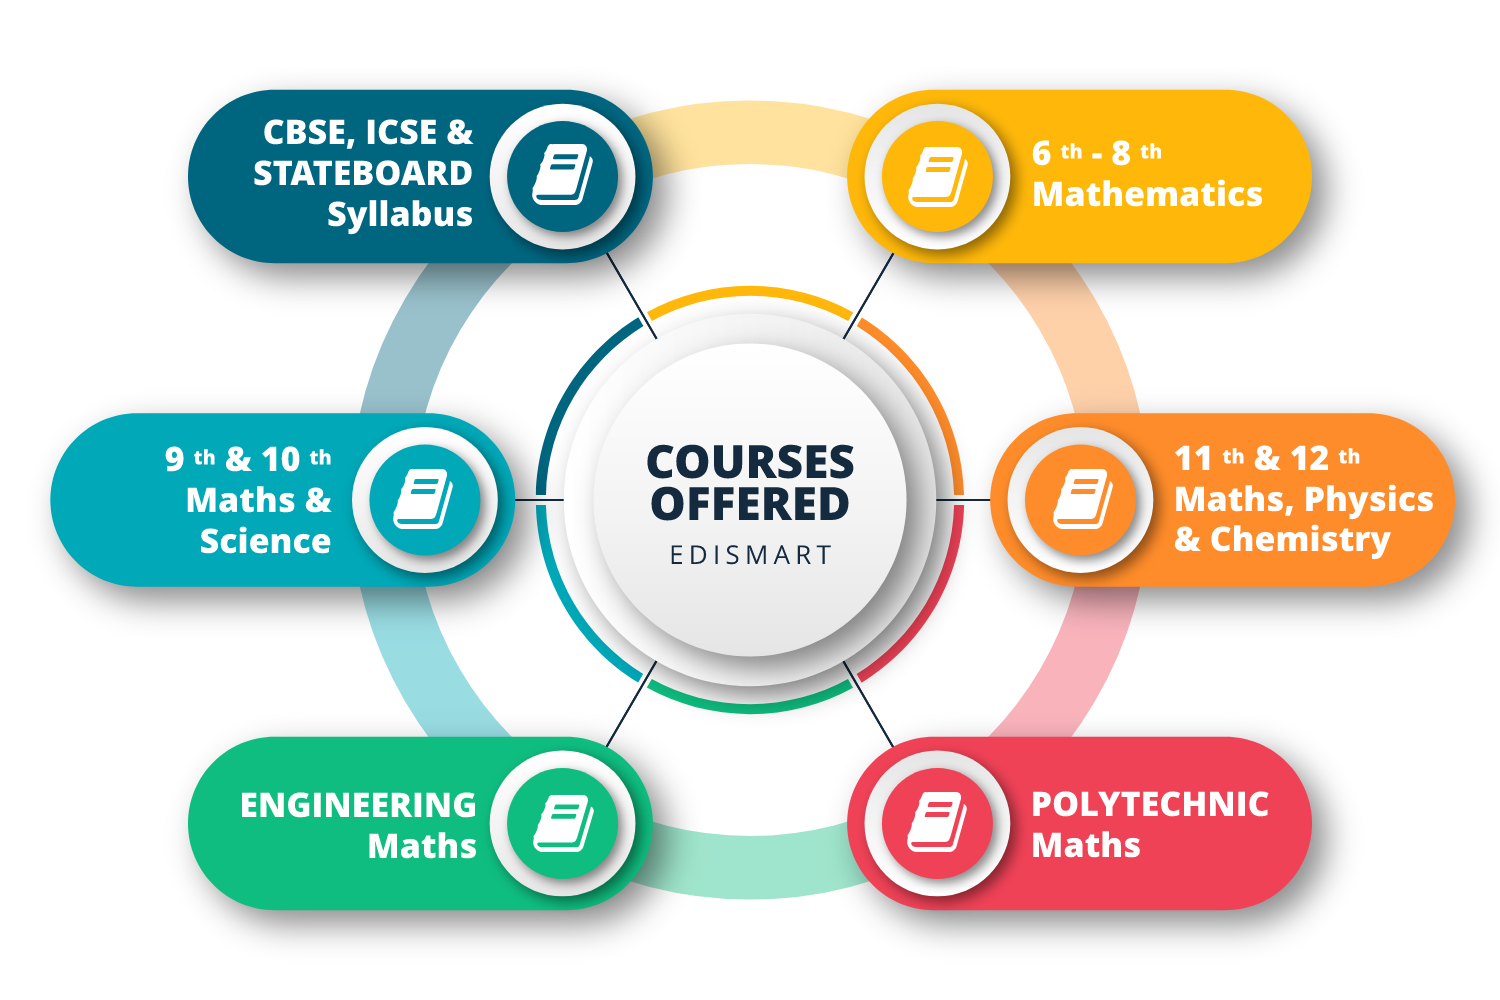 CBSE, ICSE &
STATEBOARD
Syllabus
6 th - 8 th
Mathematics
9 th & 10 th
Maths &
Science
COURSES
OFFERED
EDISMART
11 th & 12 th
Maths, Physics
& Chemistry
ENGINEERING
Maths
POLYTECHNIC
Maths